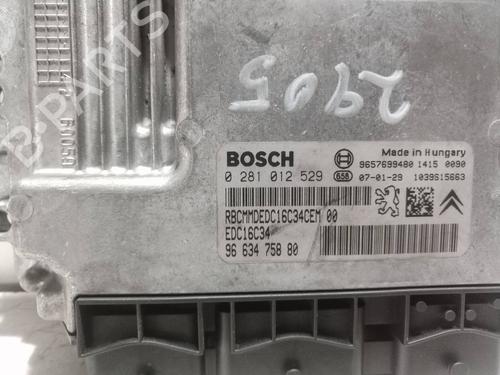 B-PARTS
2905
BOSCH
Made in Hungary
9657699480 1415 0090
0 281 012 529
658
07-01-29
1039S15663
RBCMMDEDC16C34CEM 00
EDC16C34
96 634 758 80